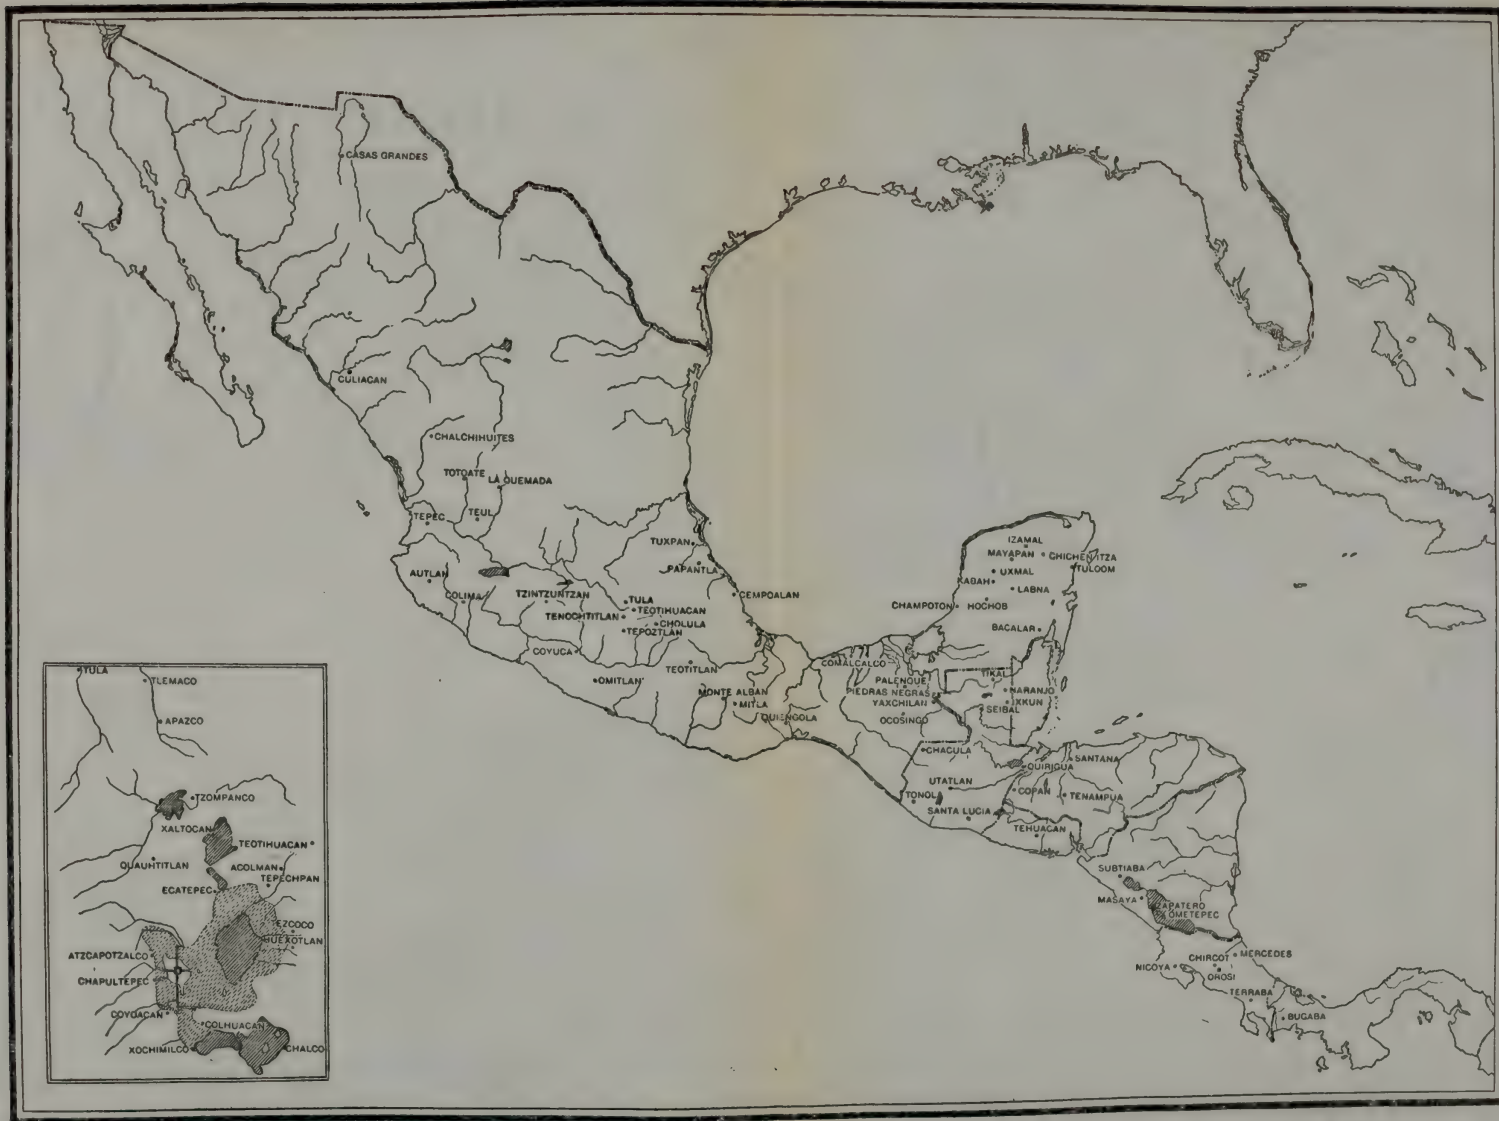 CASAS GRANDES
CULIACAN
CHALCHIHUITES
TOTOATE
LA QUEMADA
TEPEC
TEUL
TUXPAN
PAPANTLA
AUTLAN
COLIMA
TZINTZUNTZAN
TULA
TEOTIHUACAN
TENOCHTITLAN
CHOLULA
TEPOZTLAN
CEMPOALAN
COYUCA
TEOTITLAN
OMITLAN
MONTE ALBAN
MITLA
QUIENGOLA
IZAMAL
MAYAPAN
CHICHEN ITZA
UXMAL
TULOOM
KABAH
LABNA
CHAMPOTON
HOCHOB
BACALAR
COMALCALCO
PALENQUE
TIKAL
PIEDRAS NEGRAS
NARANJO
YAXCHILAN
IXKUN
SEIBAL
OCOSINGO
CHACULA
QUIRIGUA
SANTANA
UTATLAN
COPAN
TENAMPUA
TONOLA
SANTA LUCIA
TEHUACAN
SUBTIABA
MASAYA
ZAPATERO
OMETEPEC
CHIRCOT
MERCEDES
NICOYA
OROSI
TERRABA
BUGABA
TULA
TLEMACO
APAZCO
TZOMPANCO
XALTOCAN
TEOTIHUACAN
QUAUHTITLAN
ACOLMAN
TEPECHPAN
ECATEPEC
EZCOCO
HUEXOTLAN
ATZCAPOTZALCO
CHAPULTEPEC
COYOACAN
COLHUACAN
XOCHIMILCO
CHALCO